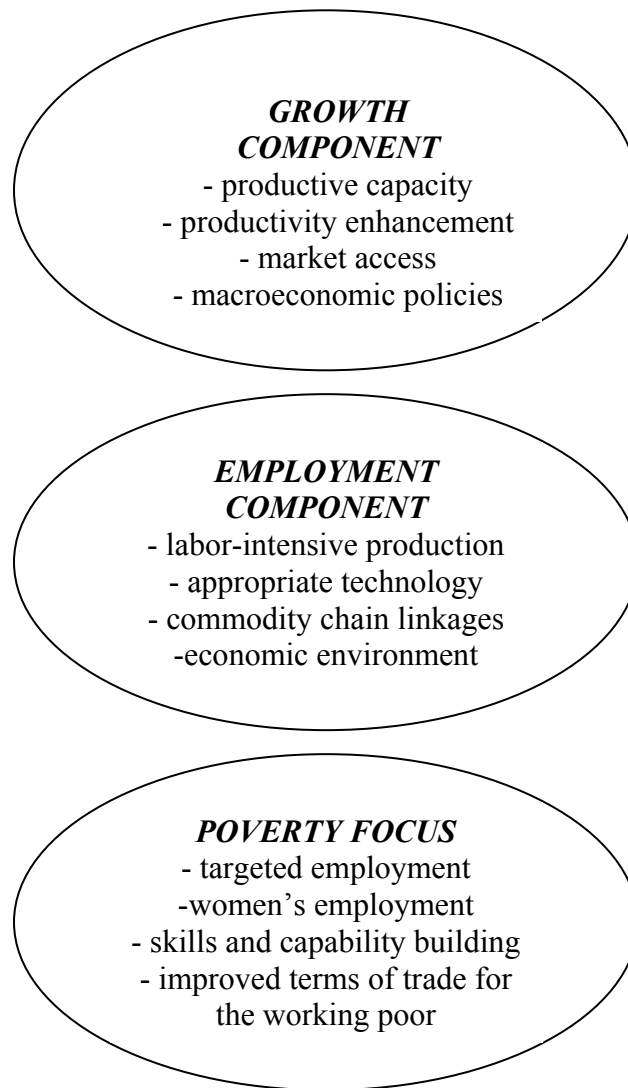 GROWTH
COMPONENT
- productive capacity
- productivity enhancement
- market access
- macroeconomic policies
EMPLOYMENT
COMPONENT
- labor-intensive production
- appropriate technology
- commodity chain linkages
-economic environment
POVERTY FOCUS
- targeted employment
-women’s employment
- skills and capability building
- improved terms of trade for
the working poor